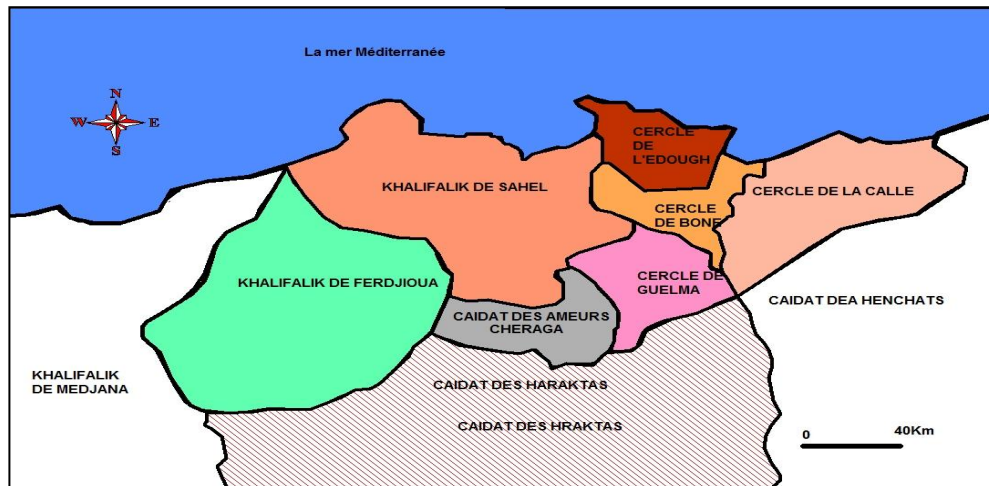 La mer Méditerranée
N
W E
S
CERCLE
DE
L'EDOUGH
KHALIFALIK DE SAHEL
CERCLE DE LA CALLE
CERCLE
DE BONE
KHALIFALIK DE FERDJIOUA
CERCLE DE
GUELMA
CAIDAT DEA HENCHATS
CAIDAT DES AMEURS
CHERAGA
KHALIFALIK
DE MEDJANA
CAIDAT DES HARAKTAS
CAIDAT DES HRAKTAS
0 40Km